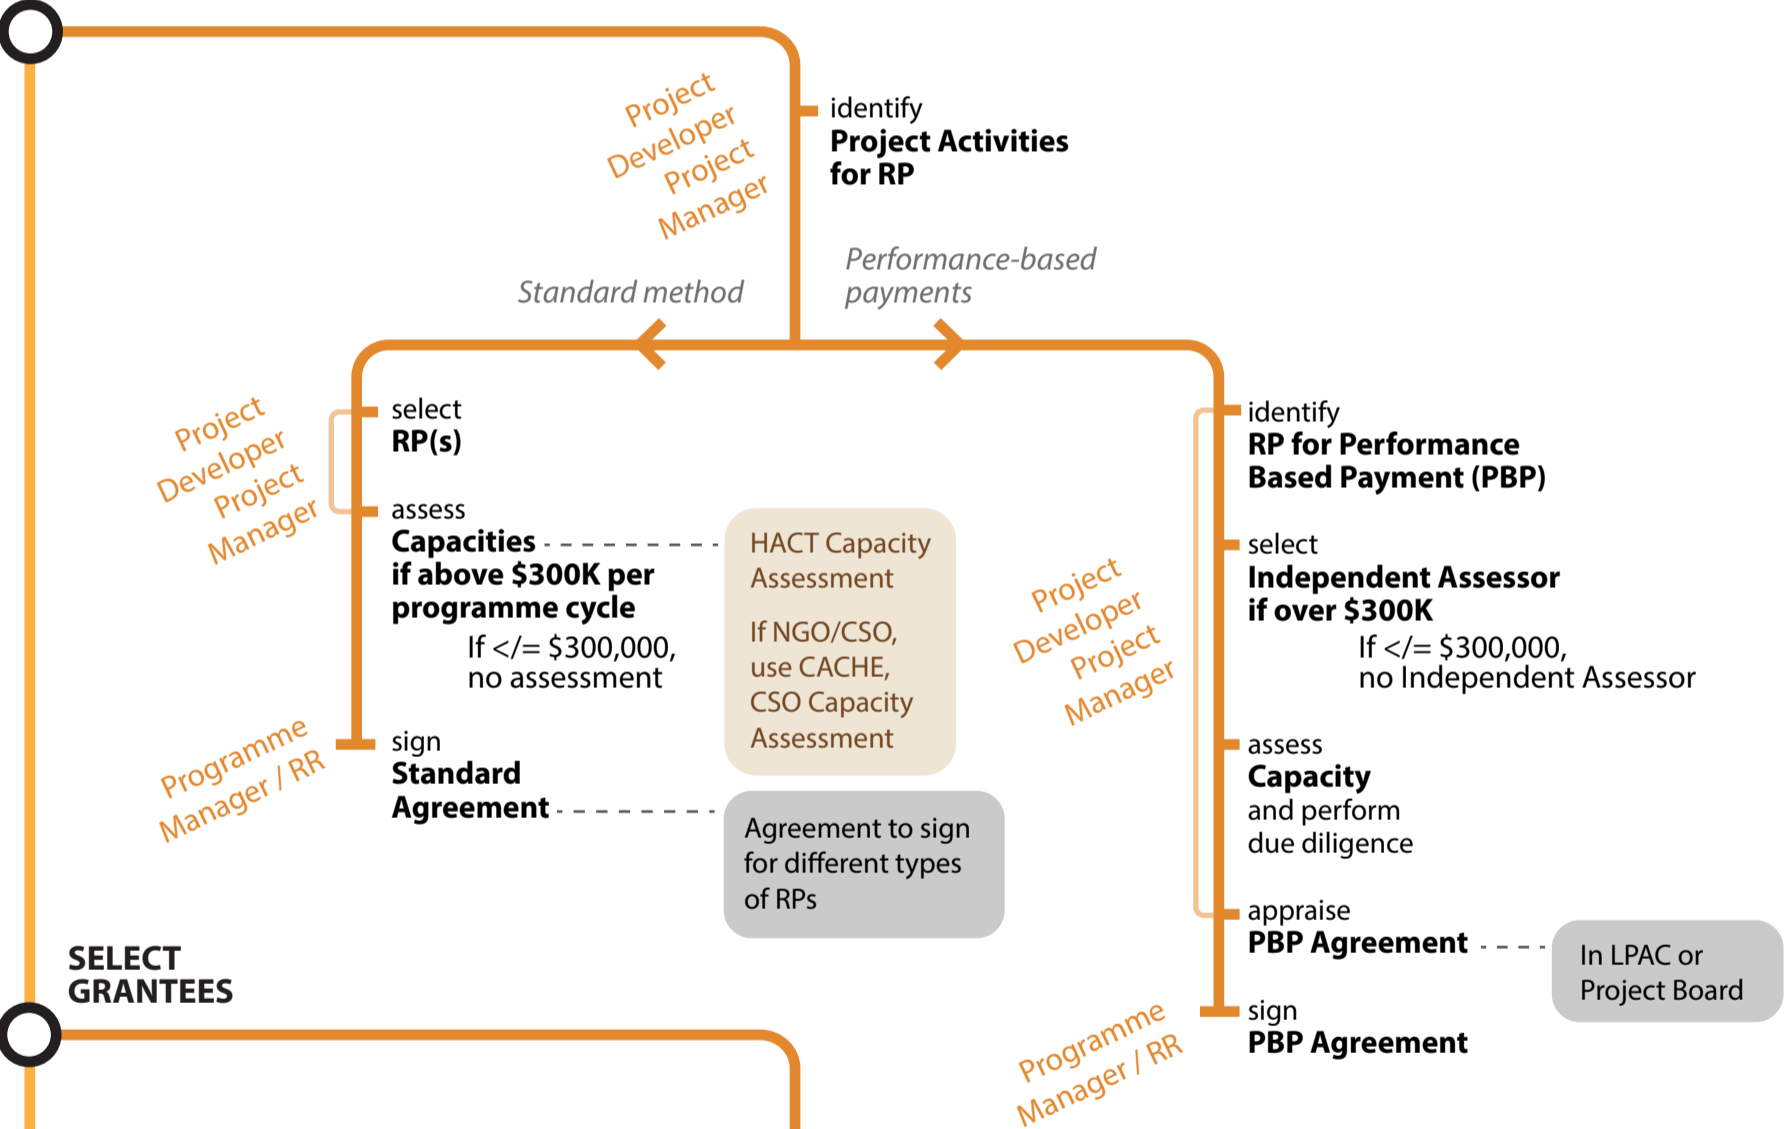 Project
Developer
Project
Manager
identify
Project Activities
for RP
Standard method
Performance-based
payments
Project
Developer
Project
Manager
select
RP(s)
assess
Capacities
if above $300K per
programme cycle
If </= $300,000,
no assessment
HACT Capacity
Assessment
If NGO/CSO,
use CACHE,
CSO Capacity
Assessment
Programme
Manager / RR
sign
Standard
Agreement
Agreement to sign
for different types
of RPs
Project
Developer
Project
Manager
identify
RP for Performance
Based Payment (PBP)
select
Independent Assessor
if over $300K
If </= $300,000,
no Independent Assessor
assess
Capacity
and perform
due diligence
appraise
PBP Agreement
In LPAC or
Project Board
Programme
Manager / RR
sign
PBP Agreement
SELECT
GRANTEES